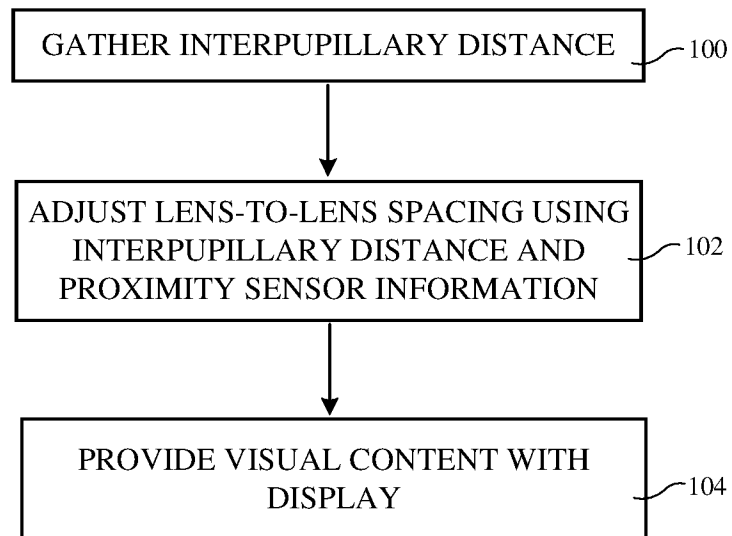 GATHER INTERPUPILLARY DISTANCE
100
ADJUST LENS-TO-LENS SPACING USING
INTERPUPILLARY DISTANCE AND
PROXIMITY SENSOR INFORMATION
102
PROVIDE VISUAL CONTENT WITH
DISPLAY
104